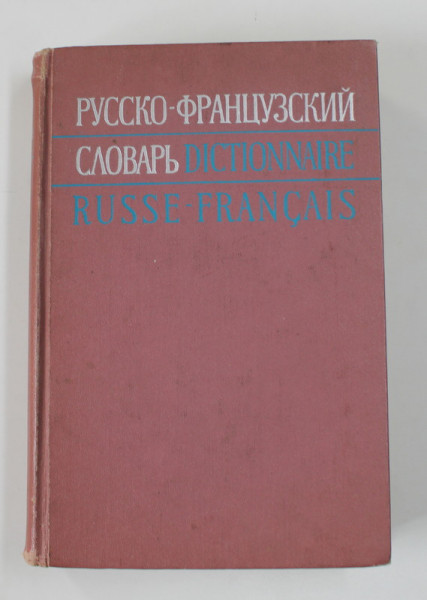 РУССКО-ФРАНЦУЗСКИЙ
СЛОВАРЬ DICTIONNAIRE
RUSSE-FRANÇAIS